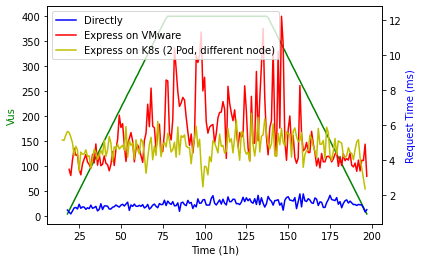 400
350
300
250
200
150
100
50
0
Vus
Directly
Express on VMware
Express on K8s (2 Pod, different node)
12
10
8
6
4
2
Request Time (ms)
25 50 75 100 125 150 175 200
Time (1h)